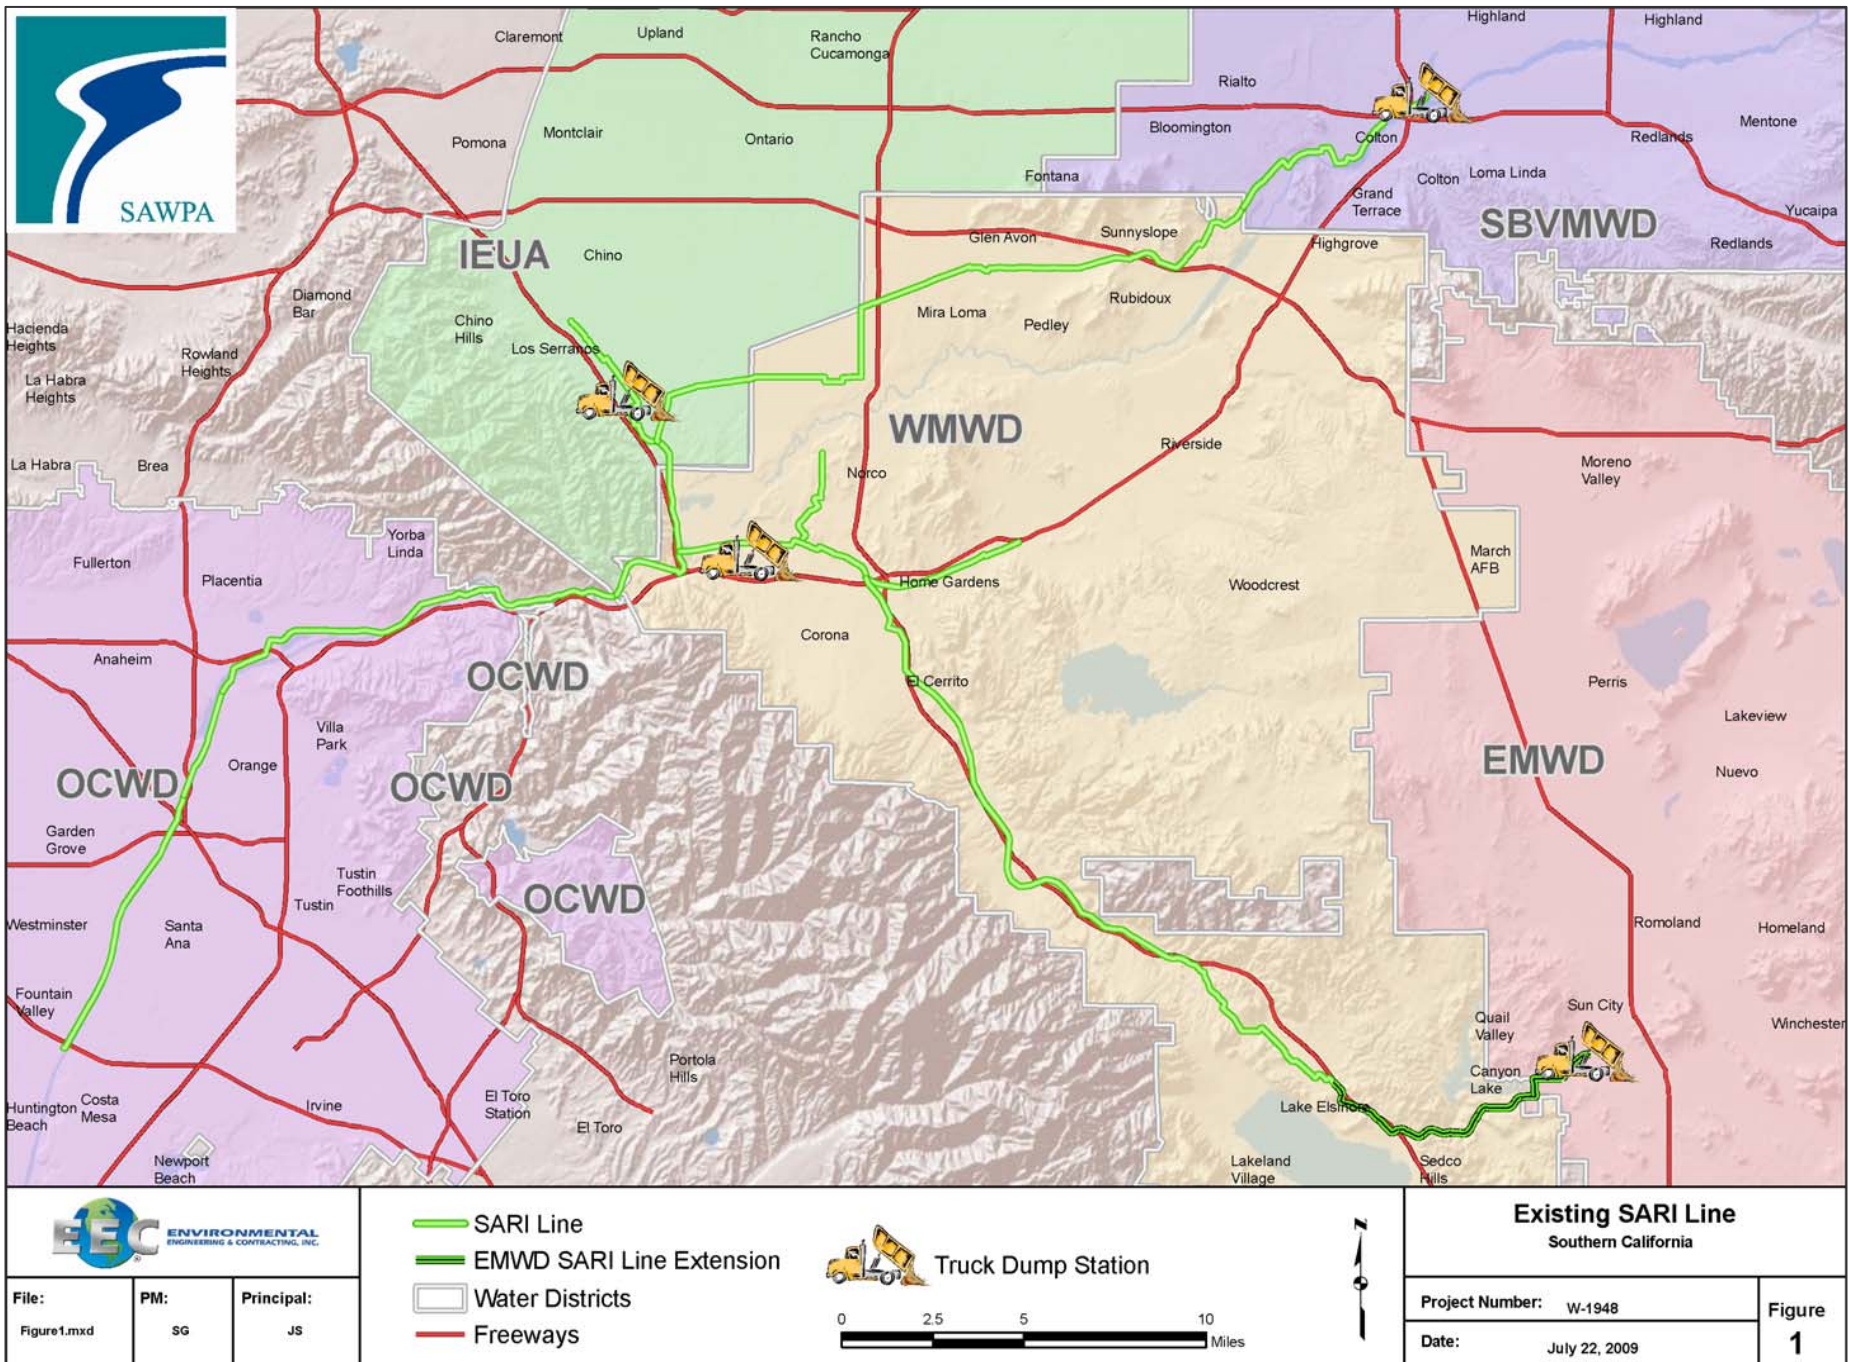 SAWPA
Claremont
Upland
Rancho
Cucamonga
Highland
Highland
Rialto
Pomona
Montclair
Ontario
Bloomington
Colton
Redlands
Mentone
Fontana
Colton
Loma Linda
Grand
Terrace
Yucaipa
SBVMWD
Redlands
IEUA
Chino
Glen Avon
Sunnyslope
Highgrove
Diamond
Bar
Hacienda
Heights
Chino
Hills
Los Serranos
Mira Loma
Pedley
Rubidoux
Rowland
Heights
La Habra
Heights
WMWD
La Habra
Brea
Norco
Riverside
Moreno
Valley
Yorba
Linda
Fullerton
Placentia
March
AFB
Home Gardens
Woodcrest
Corona
Anaheim
OCWD
El Cerrito
Perris
Lakeview
Villa
Park
Orange
OCWD
OCWD
EMWD
Nuevo
Garden
Grove
Tustin
Foothills
Tustin
OCWD
Westminster
Santa
Ana
Romoland
Homeland
Fountain
Valley
Sun City
Quail
Valley
Winchester
Portola
Hills
Canyon
Lake
Huntington
Beach
Costa
Mesa
Irvine
El Toro
Station
El Toro
Lake Elsinore
Newport
Beach
Lakeland
Village
Sedco
Hills
EEC ENVIRONMENTAL
ENGINEERING & CONTRACTING, INC.
®
File:
Figure1.mxd
PM:
SG
Principal:
JS
SARI Line
EMWD SARI Line Extension
Water Districts
Freeways
Truck Dump Station
0 2.5 5 10
Miles
N
Existing SARI Line
Southern California
Project Number: W-1948
Date: July 22, 2009
Figure
1